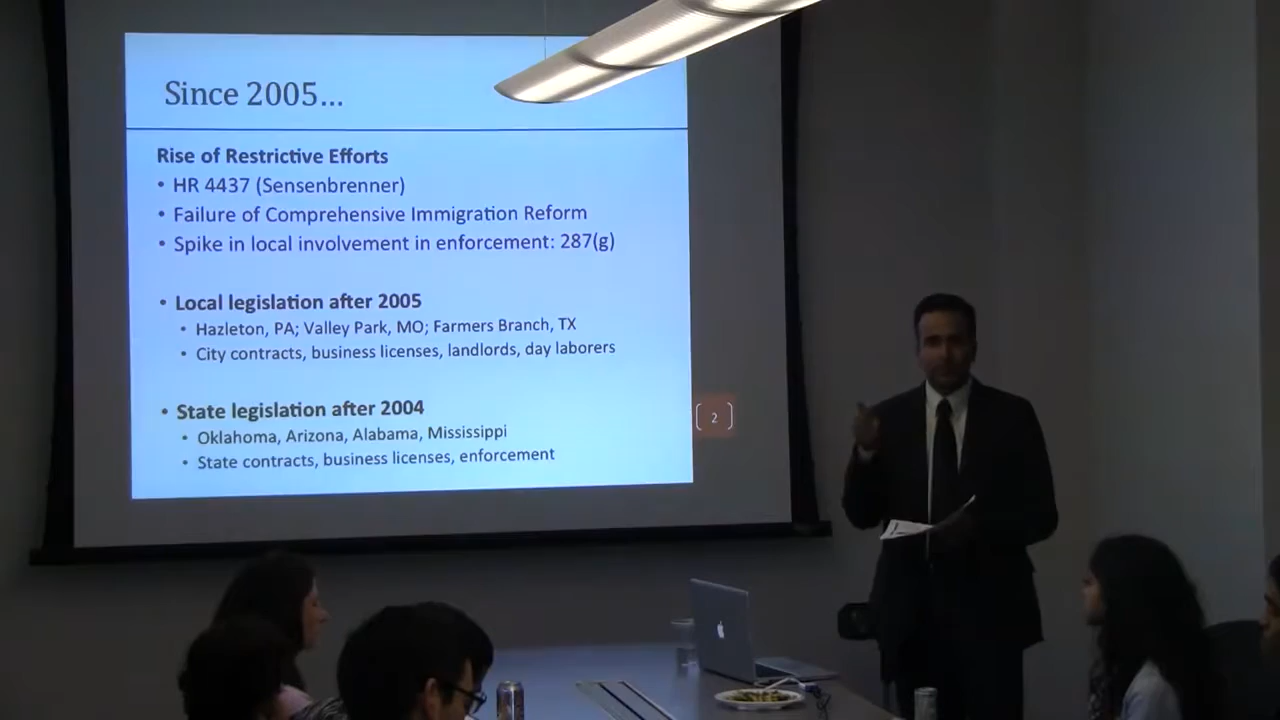 Since 2005...
Rise of Restrictive Efforts
• HR 4437 (Sensenbrenner)
• Failure of Comprehensive Immigration Reform
• Spike in local involvement in enforcement: 287(g)
• Local legislation after 2005
• Hazleton, PA; Valley Park, MO; Farmers Branch, TX
• City contracts, business licenses, landlords, day laborers
• State legislation after 2004
• Oklahoma, Arizona, Alabama, Mississippi
• State contracts, business licenses, enforcement
2